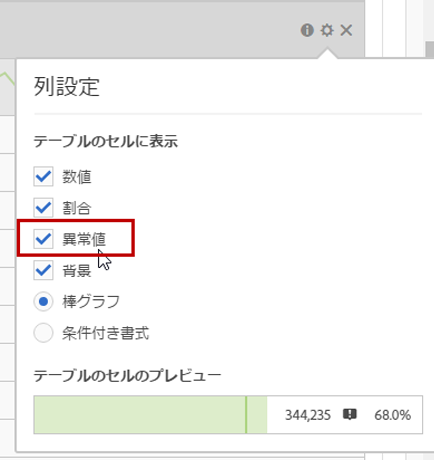 列設定
テーブルのセルに表示
数値
割合
異常値
背景
棒グラフ
条件付き書式
テーブルのセルのプレビュー
344,235 68.0%